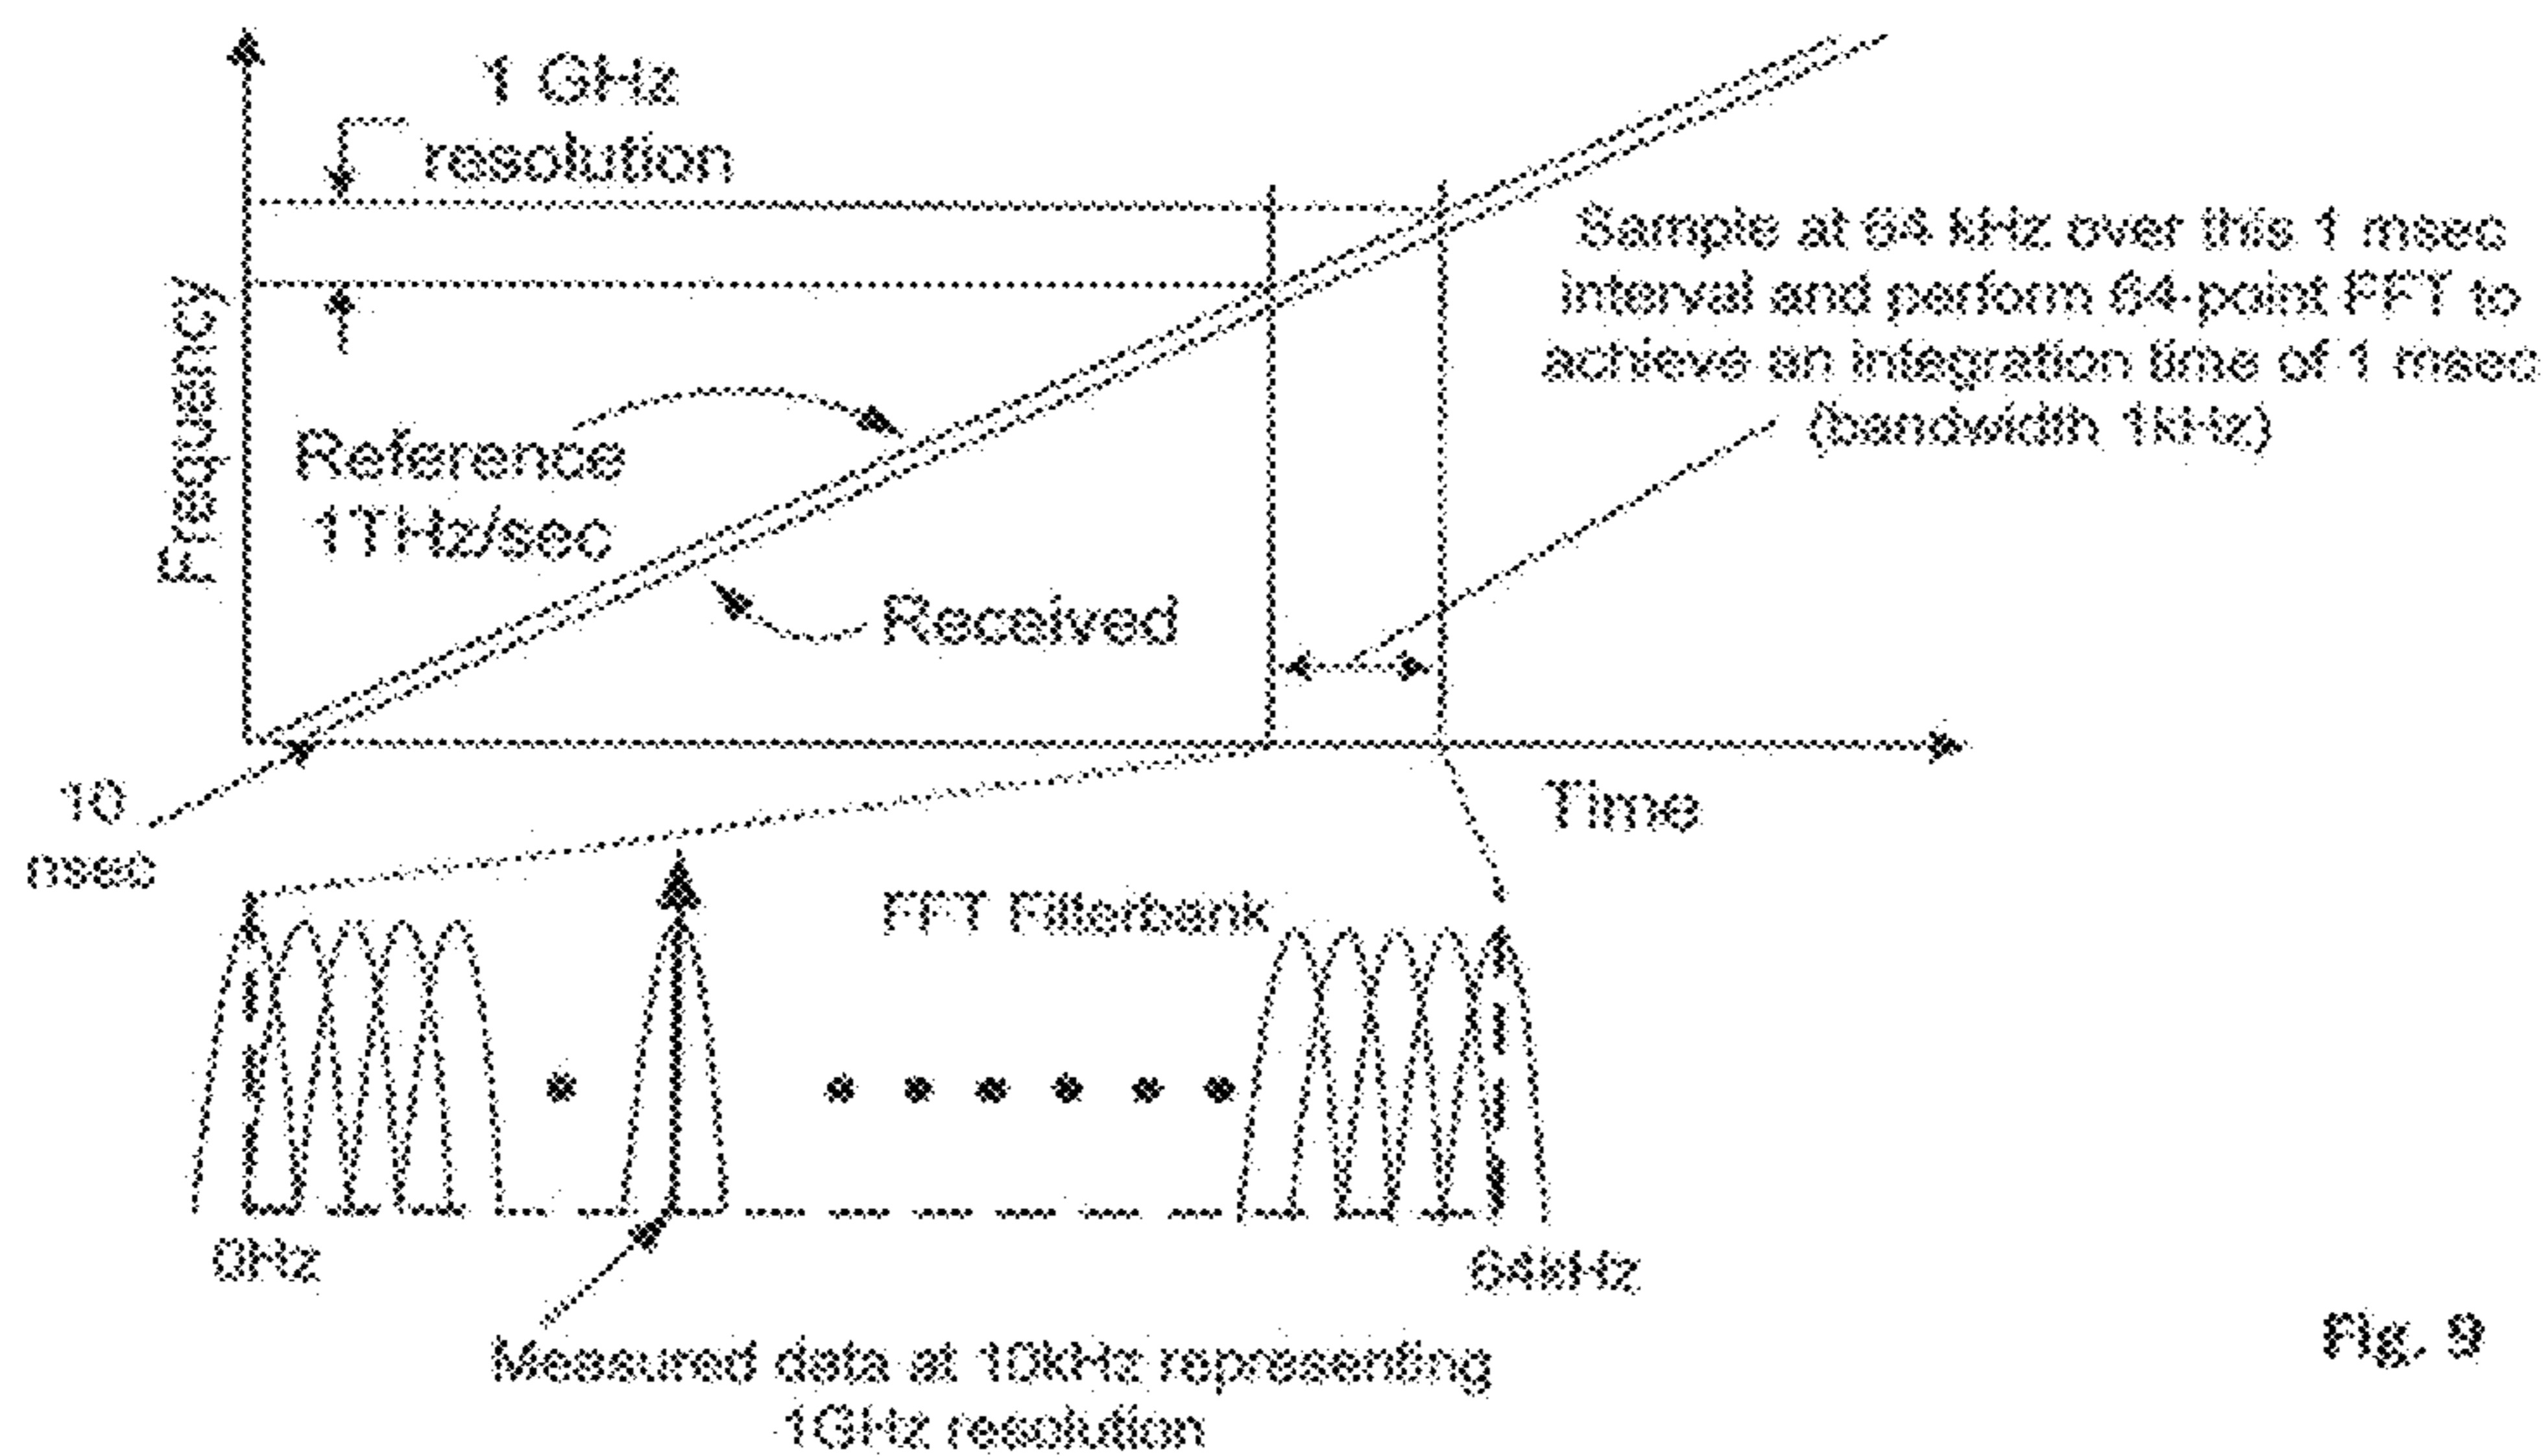 1 GHz
resolution
Sample at 64 kHz over this 1 msec
interval and perform 64-point FFT to
achieve an integration time of 1 msec
(bandwidth 1kHz)
Frequency
Reference
1THz/sec
Received
10
nsec
Time
FFT Filterbank
0Hz
64kHz
Measured data at 10kHz representing
1GHz resolution
Fig. 9